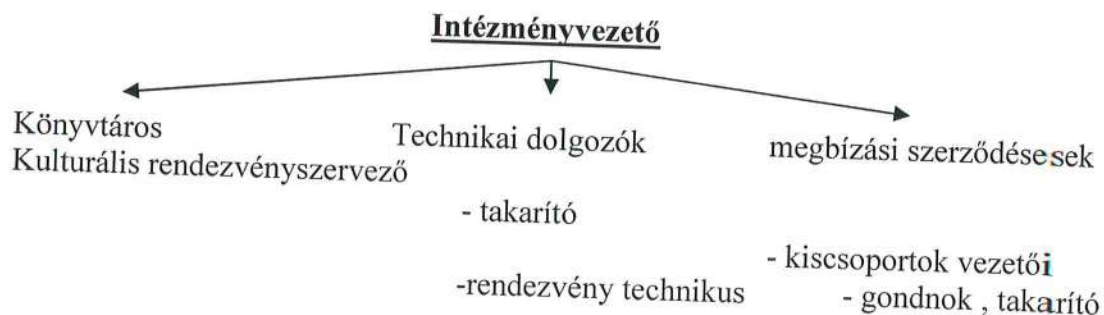 Intézményvezető
Könyvtáros
Kulturális rendezvényszervező
Technikai dolgozók
- takarító
-rendezvény technikus
megbízási szerződésesek
- kiscsoportok vezetői
- gondnok , takarító